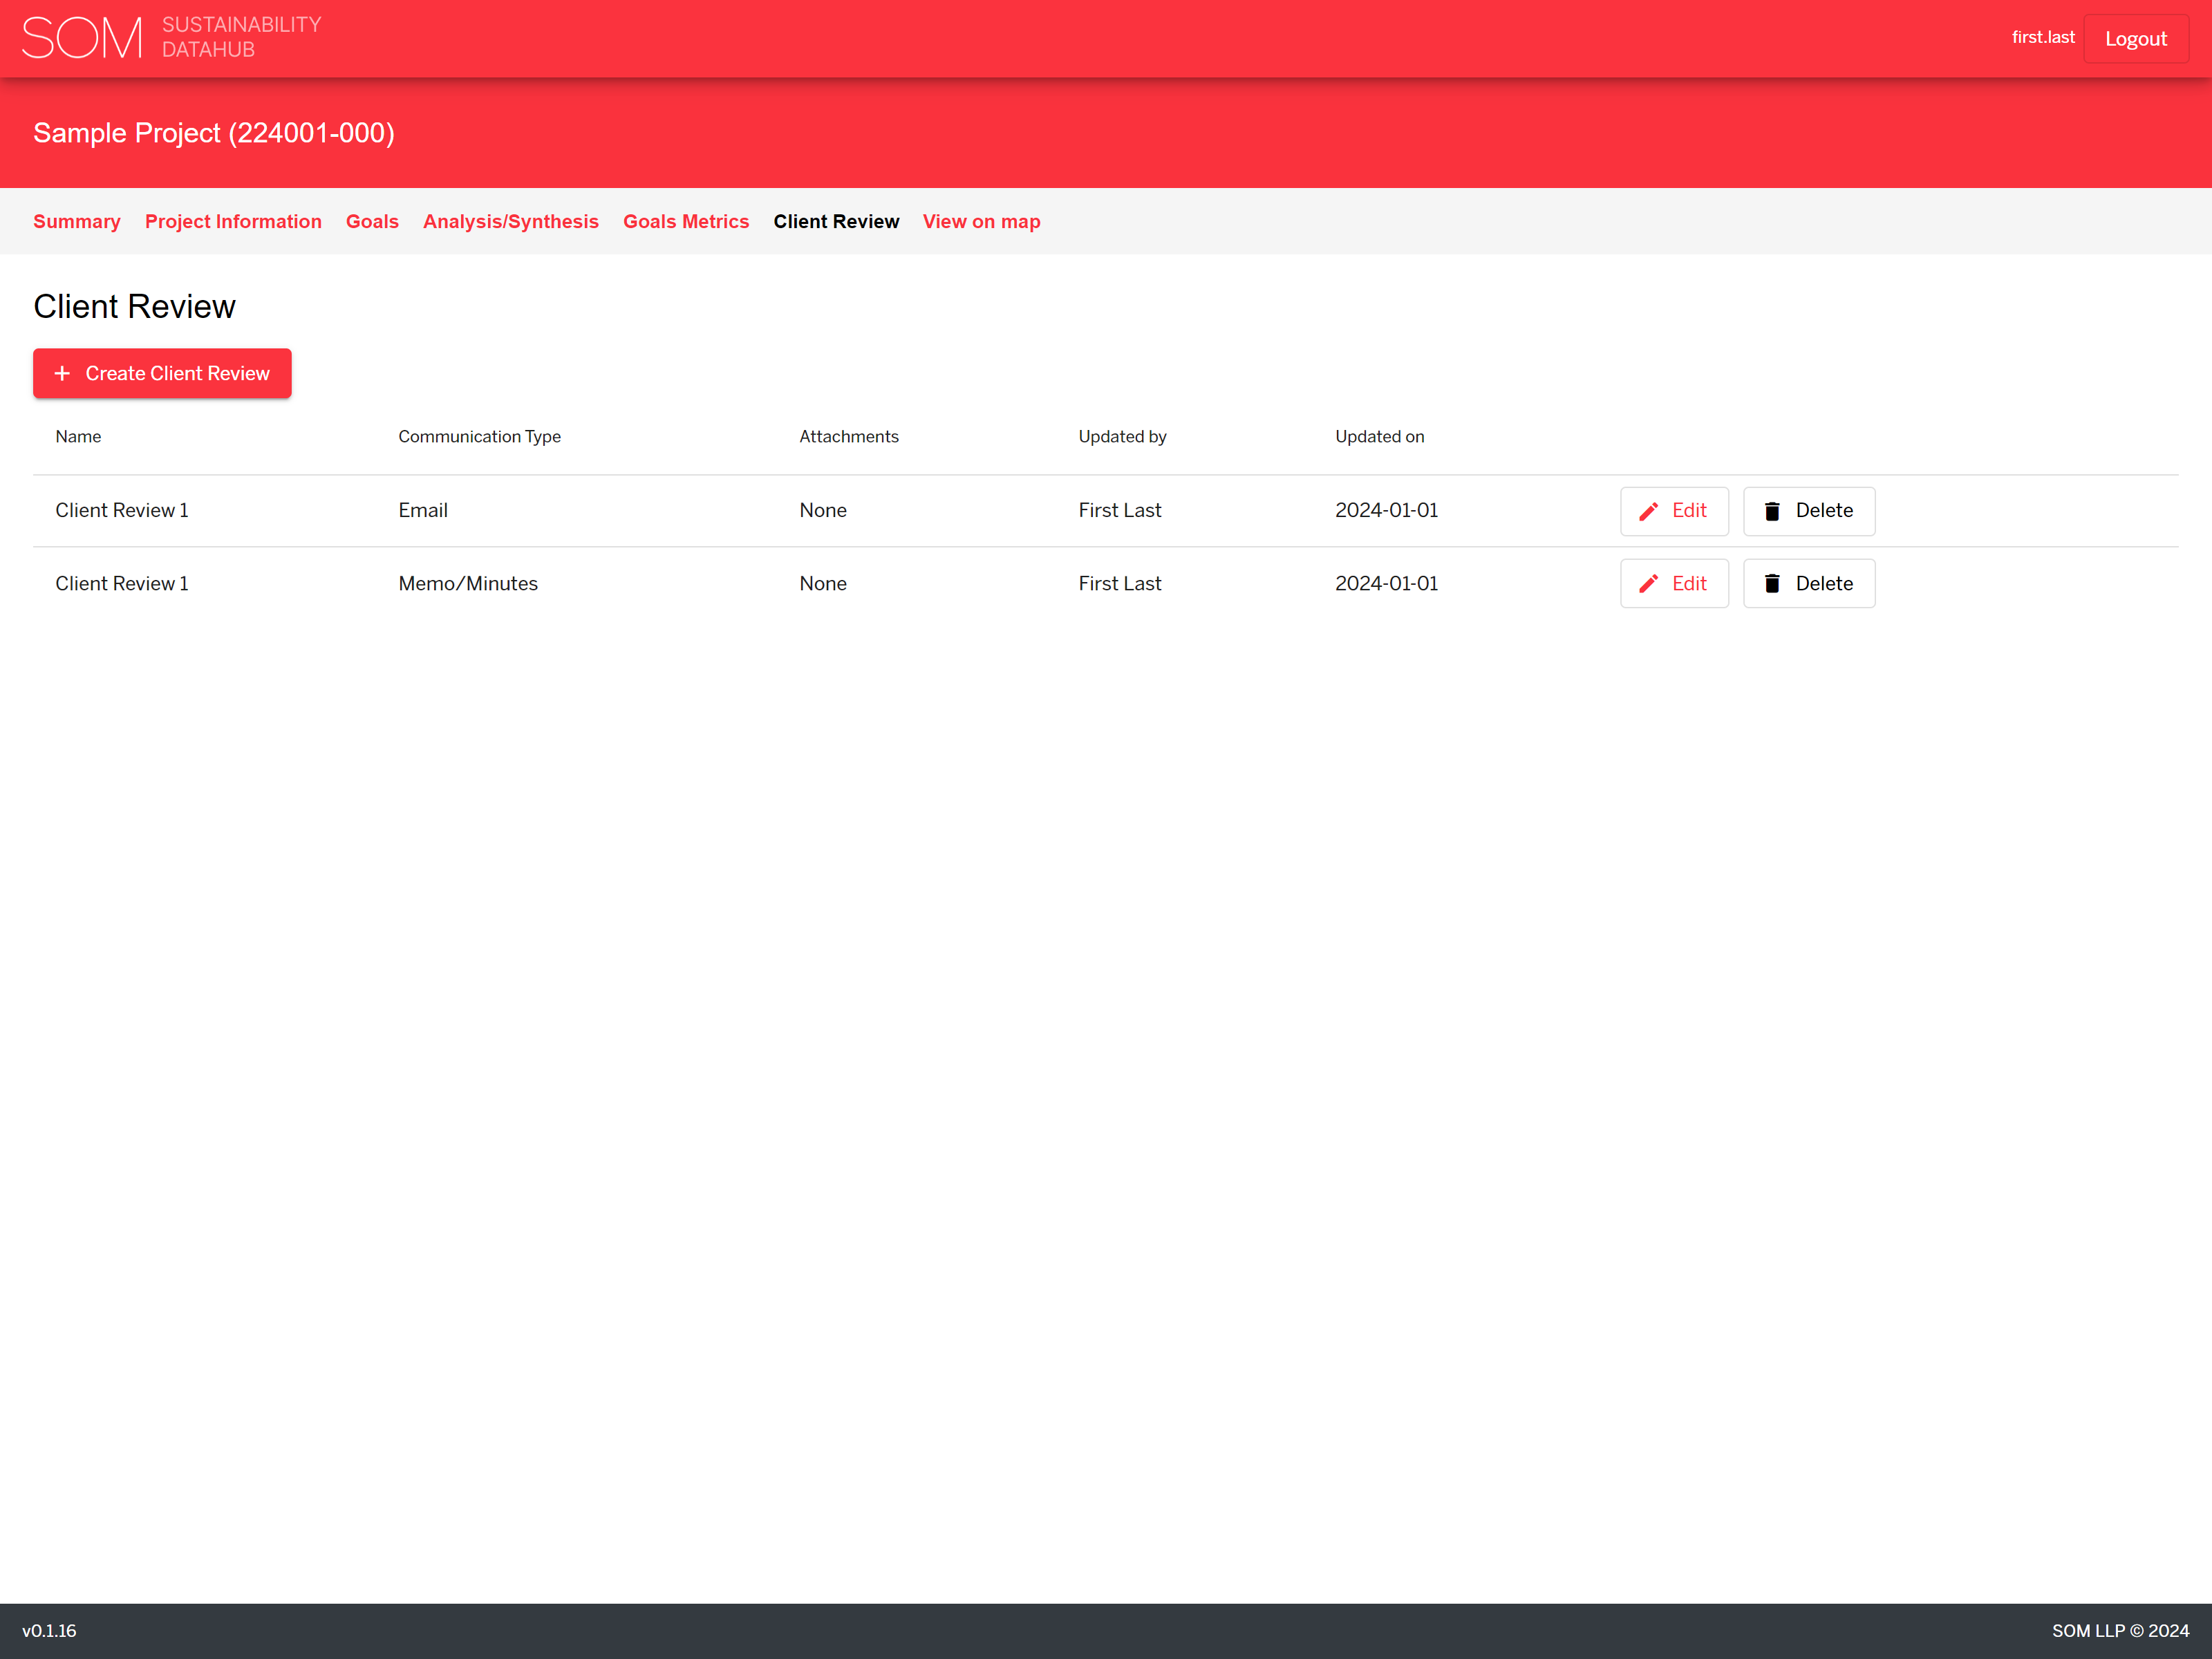 SOM SUSTAINABILITY
DATAHUB
first.last Logout
Sample Project (224001-000)
Summary Project Information Goals Analysis/Synthesis Goals Metrics Client Review View on map
Client Review
+ Create Client Review
Name Communication Type Attachments Updated by Updated on
Client Review 1 Email None First Last 2024-01-01 Edit Delete
Client Review 1 Memo/Minutes None First Last 2024-01-01 Edit Delete
v0.1.16 SOM LLP © 2024